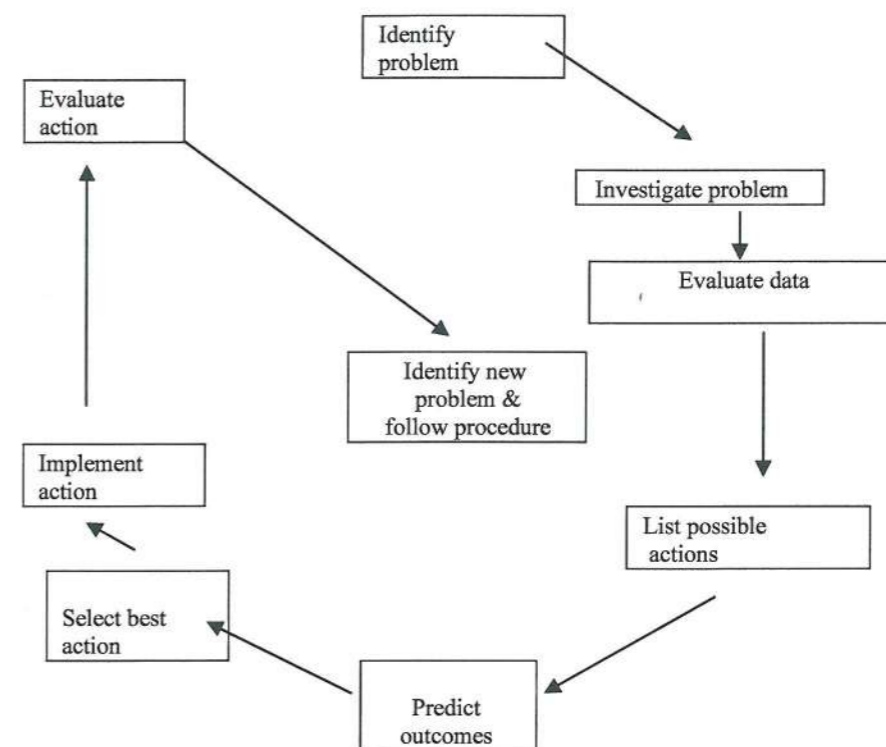 Identify
problem
Investigate problem
Evaluate data
List possible
actions
Predict
outcomes
Select best
action
Implement
action
Evaluate
action
Identify new
problem &
follow procedure